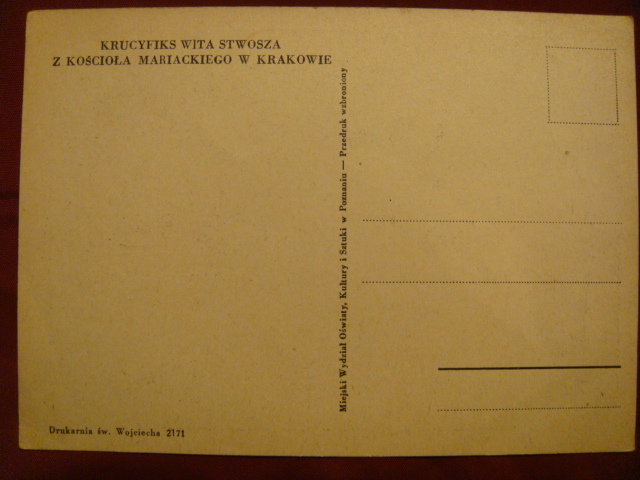 KRUCYFIKS WITA STWOSZA
Z KOŚCIOŁA MARIACKIEGO W KRAKOWIE
Miejski Wydział Oświaty, Kultury i Sztuki w Poznaniu — Przedruk wzbroniony
Drukarnia św. Wojciecha 2171